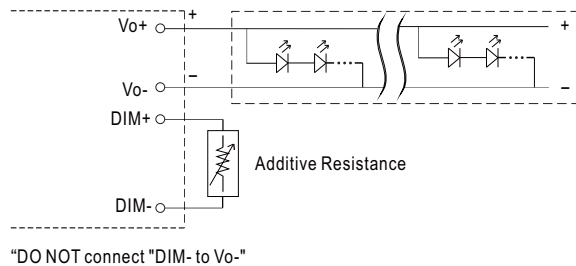 Vo+ + +
Vo- – –
DIM+
Additive Resistance
DIM-
“DO NOT connect "DIM- to Vo-"